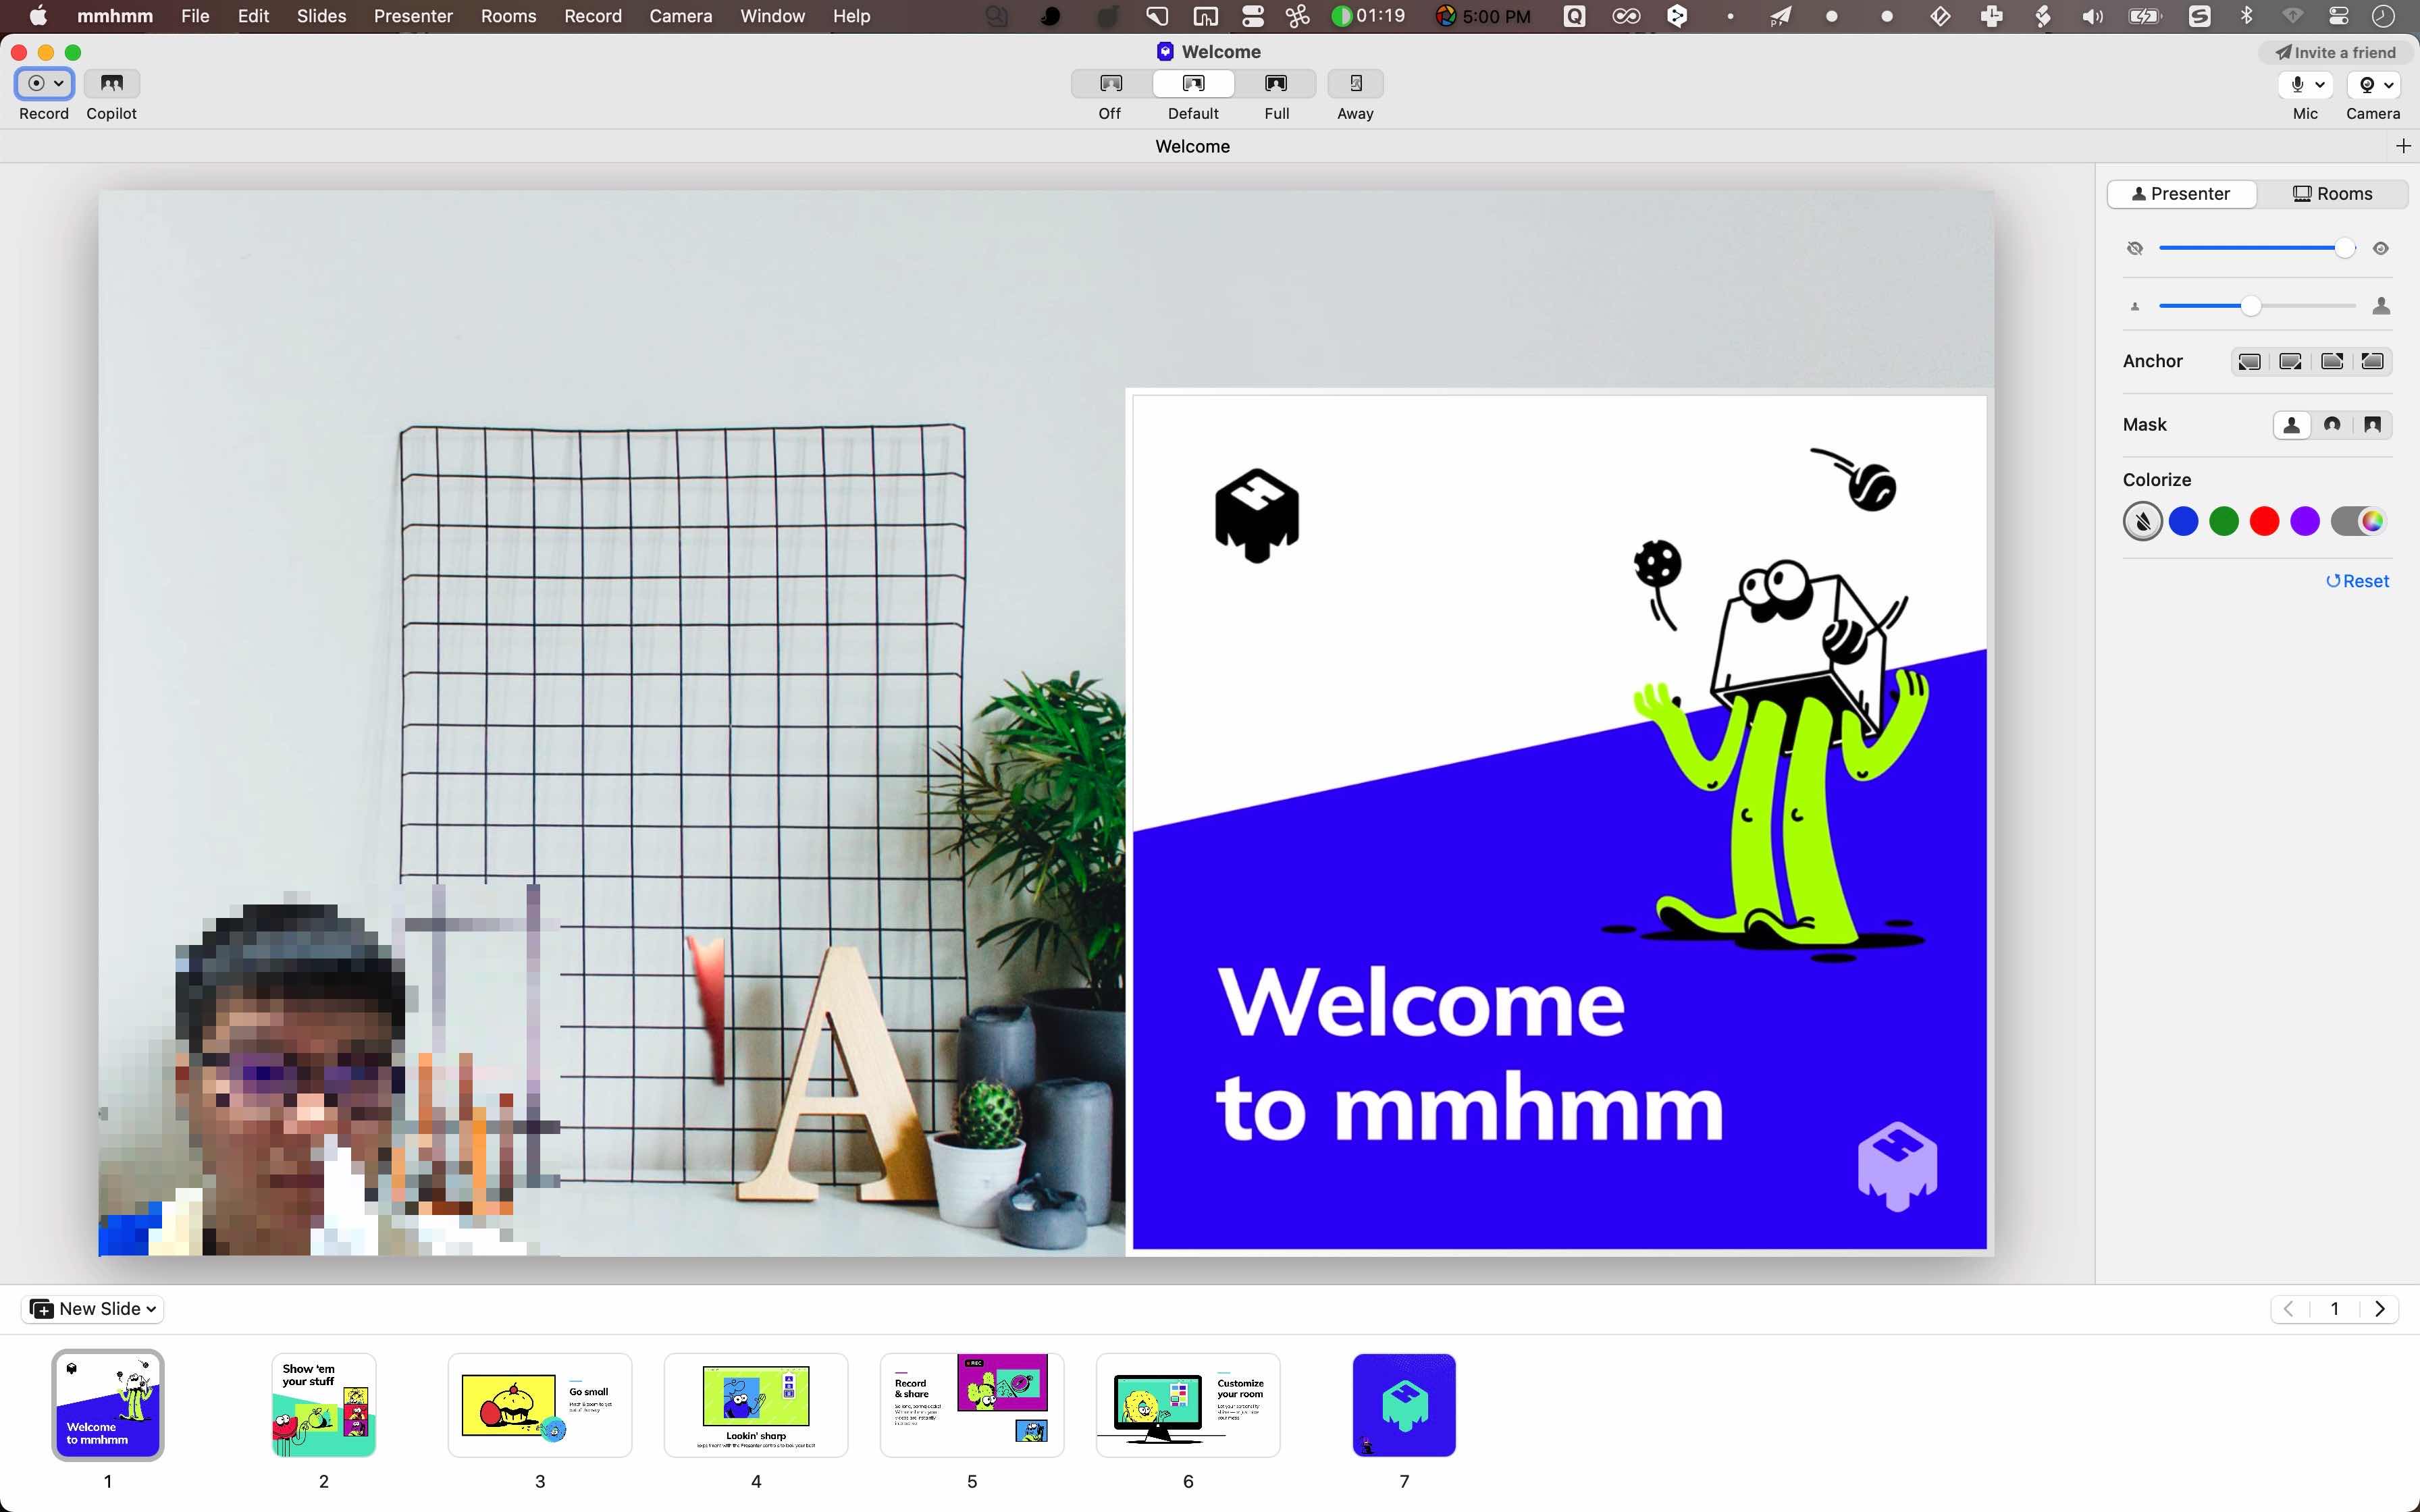 mmhmm File Edit Slides Presenter Rooms Record Camera Window Help 01:19 5:00 PM
Welcome
Invite a friend
Record Copilot Off Default Full Away Mic Camera
Welcome
Presenter Rooms
Anchor
Mask
Colorize
Reset
A
Welcome
to mmhmm
New Slide
1
Welcome
to mmhmm
Show 'em
your stuff
Go small
Lookin' sharp
REC
Record
& share
Customize
your room
1 2 3 4 5 6 7